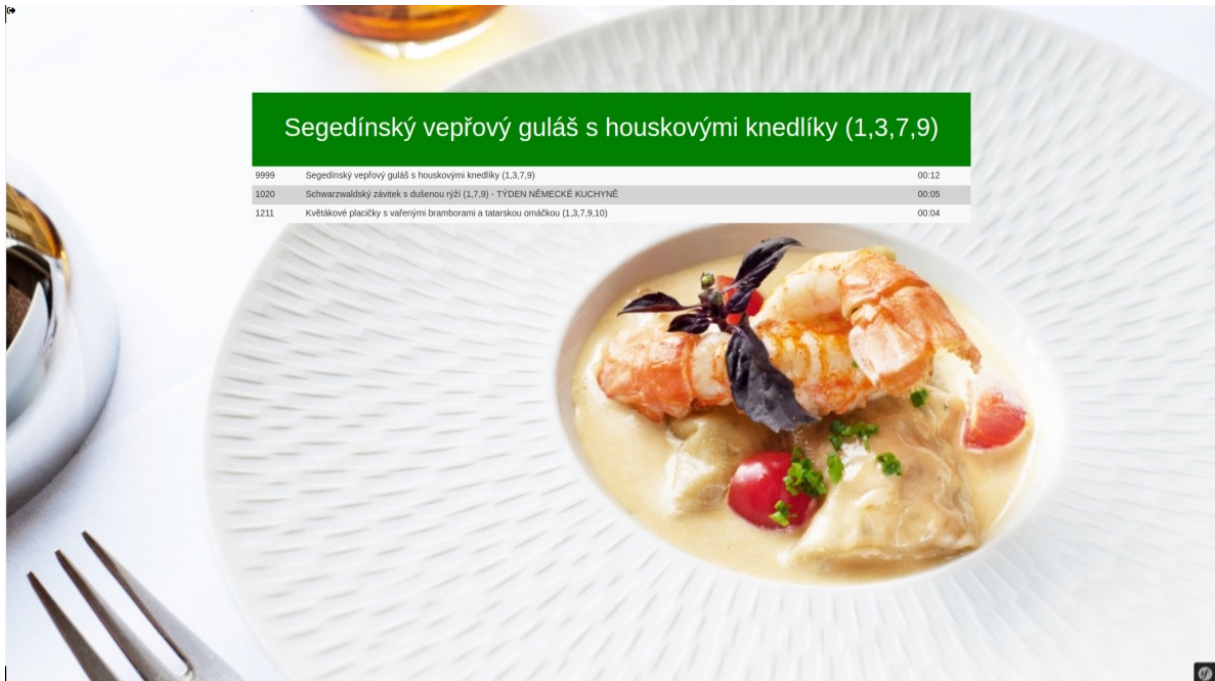 Segedínský vepřový guláš s houskovými knedlíky (1,3,7,9)
9999 Segedínský vepřový guláš s houskovými knedlíky (1,3,7,9) 00:12
1020 Schwarzwaldský závitek s dušenou rýží (1,7,9) - TÝDEN NĚMECKÉ KUCHYNĚ 00:05
1211 Květákové placičky s vařenými bramborami a tatarskou omáčkou (1,3,7,9,10) 00:04